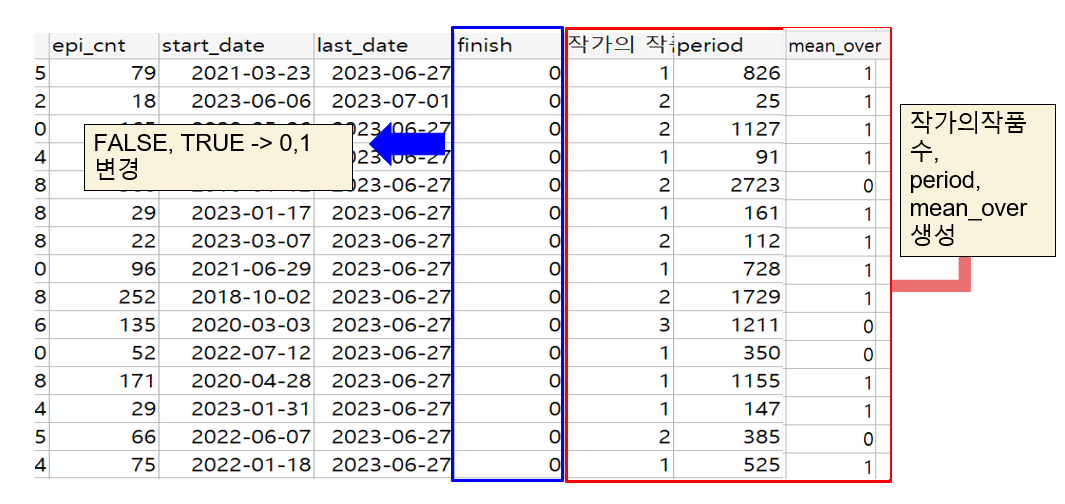 epi_cnt start_date last_date finish 작가의 작 period mean_over
5 79 2021-03-23 2023-06-27 0 1 826 1
2 18 2023-06-06 2023-07-01 0 2 25 1
0 023-06-27 0 2 1127 1
4 023-06-27 0 1 91 1
8 2023-06-27 0 2 2723 0
8 29 2023-01-17 2023-06-27 0 1 161 1
8 22 2023-03-07 2023-06-27 0 2 112 1
0 96 2021-06-29 2023-06-27 0 1 728 1
8 252 2018-10-02 2023-06-27 0 2 1729 1
6 135 2020-03-03 2023-06-27 0 3 1211 0
0 52 2022-07-12 2023-06-27 0 1 350 0
8 171 2020-04-28 2023-06-27 0 1 1155 1
4 29 2023-01-31 2023-06-27 0 1 147 1
5 66 2022-06-07 2023-06-27 0 2 385 0
4 75 2022-01-18 2023-06-27 0 1 525 1
FALSE, TRUE -> 0,1
변경
작가의작품
수,
period,
mean_over
생성